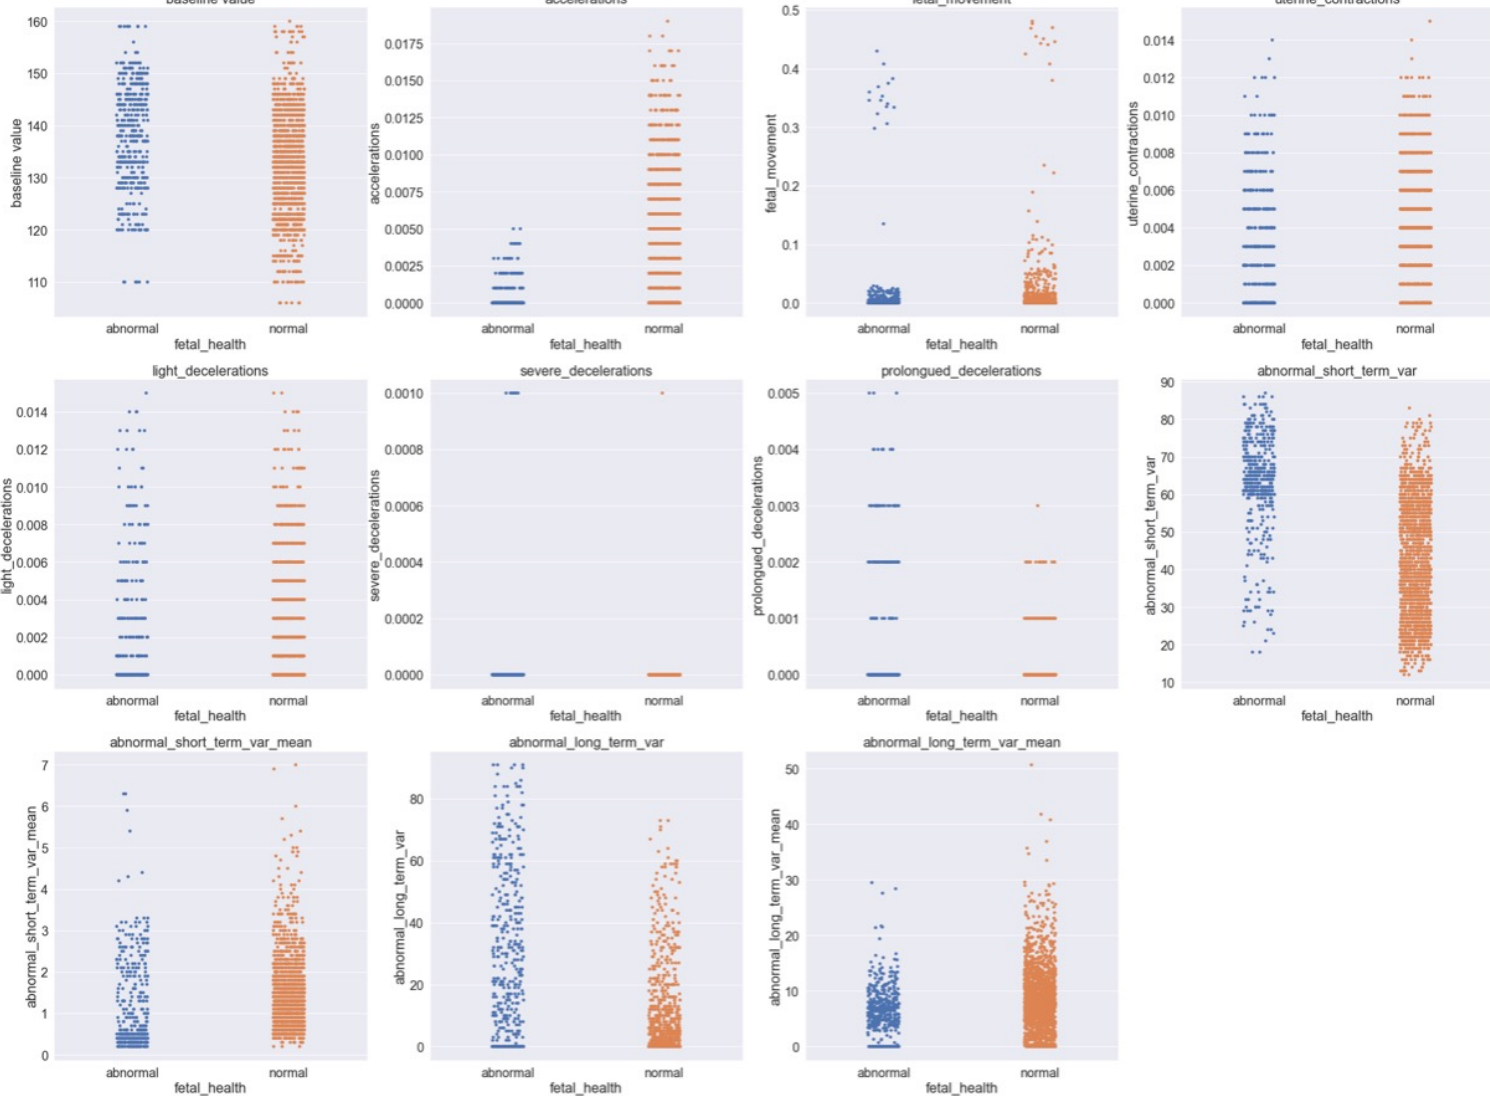 baseline value
accelerations
fetal_movement
uterine_contractions
160
150
140
130
120
110
baseline value
abnormal
normal
fetal_health
0.0175
0.0150
0.0125
0.0100
0.0075
0.0050
0.0025
0.0000
accelerations
abnormal
normal
fetal_health
0.5
0.4
0.3
0.2
0.1
0.0
fetal_movement
abnormal
normal
fetal_health
0.014
0.012
0.010
0.008
0.006
0.004
0.002
0.000
uterine_contractions
abnormal
normal
fetal_health
light_decelerations
0.014
0.012
0.010
0.008
0.006
0.004
0.002
0.000
light_decelerations
abnormal
normal
fetal_health
severe_decelerations
0.0010
0.0008
0.0006
0.0004
0.0002
0.0000
severe_decelerations
abnormal
normal
fetal_health
prolongued_decelerations
0.005
0.004
0.003
0.002
0.001
0.000
prolongued_decelerations
abnormal
normal
fetal_health
abnormal_short_term_var
90
80
70
60
50
40
30
20
10
abnormal_short_term_var
abnormal
normal
fetal_health
abnormal_short_term_var_mean
7
6
5
4
3
2
1
0
abnormal_short_term_var_mean
abnormal
normal
fetal_health
abnormal_long_term_var
80
60
40
20
0
abnormal_long_term_var
abnormal
normal
fetal_health
abnormal_long_term_var_mean
50
40
30
20
10
0
abnormal_long_term_var_mean
abnormal
normal
fetal_health